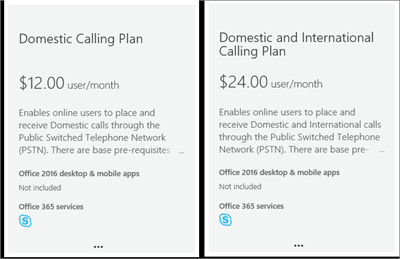 Domestic Calling Plan
$12.00 user/month
Enables online users to place and
receive Domestic calls through the
Public Switched Telephone Network
(PSTN). There are base pre-requisites ...
Office 2016 desktop & mobile apps
Not included
Office 365 services
S
...
Domestic and International
Calling Plan
$24.00 user/month
Enables online users to place and
receive Domestic and International calls
through the Public Switched Telephone
Network (PSTN). There are base pre- ...
Office 2016 desktop & mobile apps
Not included
Office 365 services
S
...